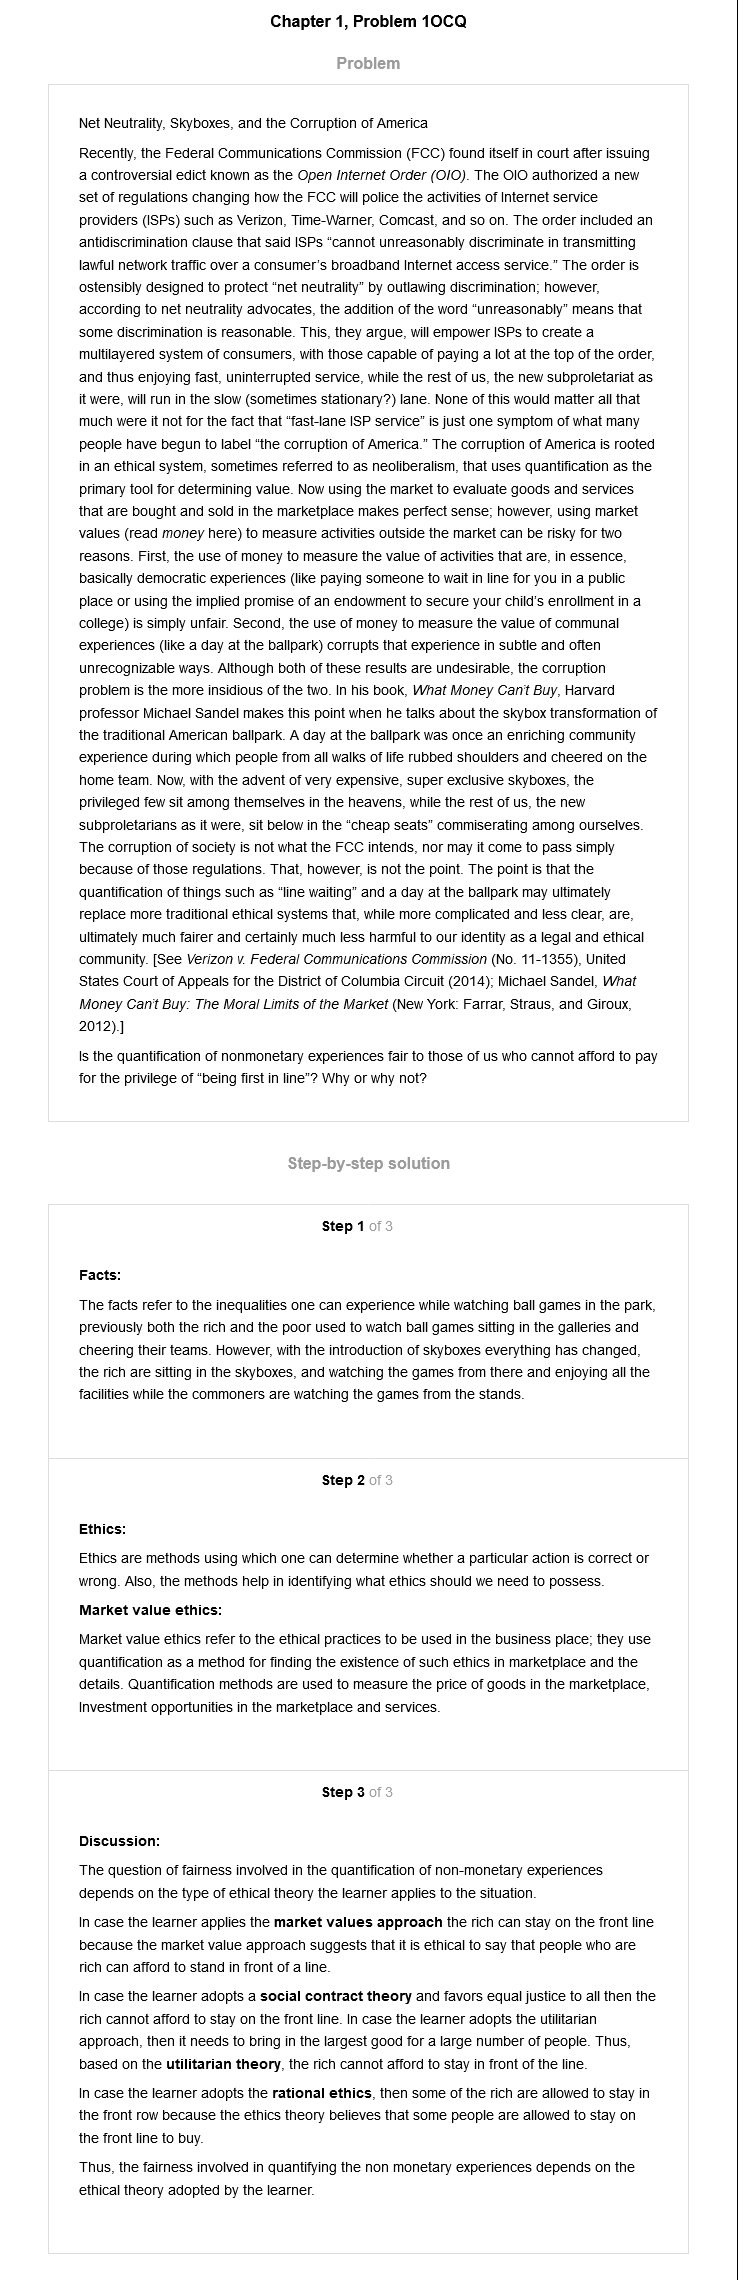 Chapter 1, Problem 1OCQ
Problem
Net Neutrality, Skyboxes, and the Corruption of America
Recently, the Federal Communications Commission (FCC) found itself in court after issuing
a controversial edict known as the Open Internet Order (OIO). The OIO authorized a new
set of regulations changing how the FCC will police the activities of Internet service
providers (ISPs) such as Verizon, Time-Warner, Comcast, and so on. The order included an
antidiscrimination clause that said ISPs “cannot unreasonably discriminate in transmitting
lawful network traffic over a consumer’s broadband Internet access service.” The order is
ostensibly designed to protect “net neutrality” by outlawing discrimination; however,
according to net neutrality advocates, the addition of the word “unreasonably” means that
some discrimination is reasonable. This, they argue, will empower ISPs to create a
multilayered system of consumers, with those capable of paying a lot at the top of the order,
and thus enjoying fast, uninterrupted service, while the rest of us, the new subproletariat as
it were, will run in the slow (sometimes stationary?) lane. None of this would matter all that
much were it not for the fact that “fast-lane ISP service” is just one symptom of what many
people have begun to label “the corruption of America.” The corruption of America is rooted
in an ethical system, sometimes referred to as neoliberalism, that uses quantification as the
primary tool for determining value. Now using the market to evaluate goods and services
that are bought and sold in the marketplace makes perfect sense; however, using market
values (read money here) to measure activities outside the market can be risky for two
reasons. First, the use of money to measure the value of activities that are, in essence,
basically democratic experiences (like paying someone to wait in line for you in a public
place or using the implied promise of an endowment to secure your child’s enrollment in a
college) is simply unfair. Second, the use of money to measure the value of communal
experiences (like a day at the ballpark) corrupts that experience in subtle and often
unrecognizable ways. Although both of these results are undesirable, the corruption
problem is the more insidious of the two. In his book, What Money Can’t Buy, Harvard
professor Michael Sandel makes this point when he talks about the skybox transformation of
the traditional American ballpark. A day at the ballpark was once an enriching community
experience during which people from all walks of life rubbed shoulders and cheered on the
home team. Now, with the advent of very expensive, super exclusive skyboxes, the
privileged few sit among themselves in the heavens, while the rest of us, the new
subproletarians as it were, sit below in the “cheap seats” commiserating among ourselves.
The corruption of society is not what the FCC intends, nor may it come to pass simply
because of those regulations. That, however, is not the point. The point is that the
quantification of things such as “line waiting” and a day at the ballpark may ultimately
replace more traditional ethical systems that, while more complicated and less clear, are,
ultimately much fairer and certainly much less harmful to our identity as a legal and ethical
community. [See Verizon v. Federal Communications Commission (No. 11-1355), United
States Court of Appeals for the District of Columbia Circuit (2014); Michael Sandel, What
Money Can’t Buy: The Moral Limits of the Market (New York: Farrar, Straus, and Giroux,
2012).]
Is the quantification of nonmonetary experiences fair to those of us who cannot afford to pay
for the privilege of “being first in line”? Why or why not?
Step-by-step solution
Step 1 of 3
Facts:
The facts refer to the inequalities one can experience while watching ball games in the park,
previously both the rich and the poor used to watch ball games sitting in the galleries and
cheering their teams. However, with the introduction of skyboxes everything has changed,
the rich are sitting in the skyboxes, and watching the games from there and enjoying all the
facilities while the commoners are watching the games from the stands.
Step 2 of 3
Ethics:
Ethics are methods using which one can determine whether a particular action is correct or
wrong. Also, the methods help in identifying what ethics should we need to possess.
Market value ethics:
Market value ethics refer to the ethical practices to be used in the business place; they use
quantification as a method for finding the existence of such ethics in marketplace and the
details. Quantification methods are used to measure the price of goods in the marketplace,
Investment opportunities in the marketplace and services.
Step 3 of 3
Discussion:
The question of fairness involved in the quantification of non-monetary experiences
depends on the type of ethical theory the learner applies to the situation.
In case the learner applies the market values approach the rich can stay on the front line
because the market value approach suggests that it is ethical to say that people who are
rich can afford to stand in front of a line.
In case the learner adopts a social contract theory and favors equal justice to all then the
rich cannot afford to stay on the front line. In case the learner adopts the utilitarian
approach, then it needs to bring in the largest good for a large number of people. Thus,
based on the utilitarian theory, the rich cannot afford to stay in front of the line.
In case the learner adopts the rational ethics, then some of the rich are allowed to stay in
the front row because the ethics theory believes that some people are allowed to stay on
the front line to buy.
Thus, the fairness involved in quantifying the non monetary experiences depends on the
ethical theory adopted by the learner.